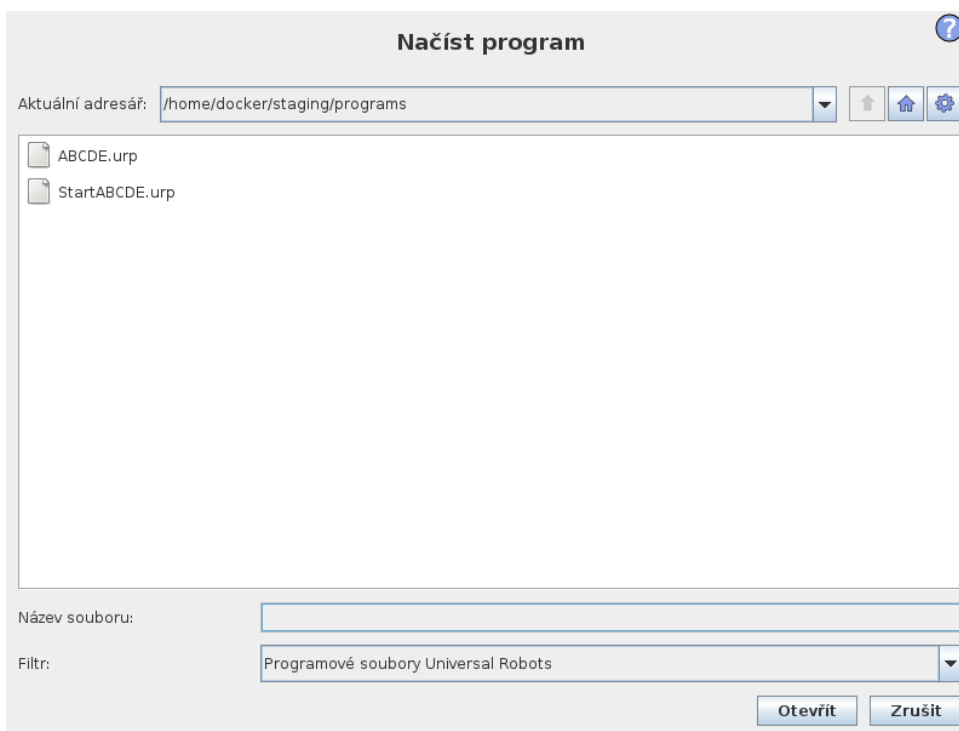 Načíst program
?
Aktuální adresář: /home/docker/staging/programs
ABCDE.urp
StartABCDE.urp
Název souboru:
Filtr: Programové soubory Universal Robots
Otevřít Zrušit